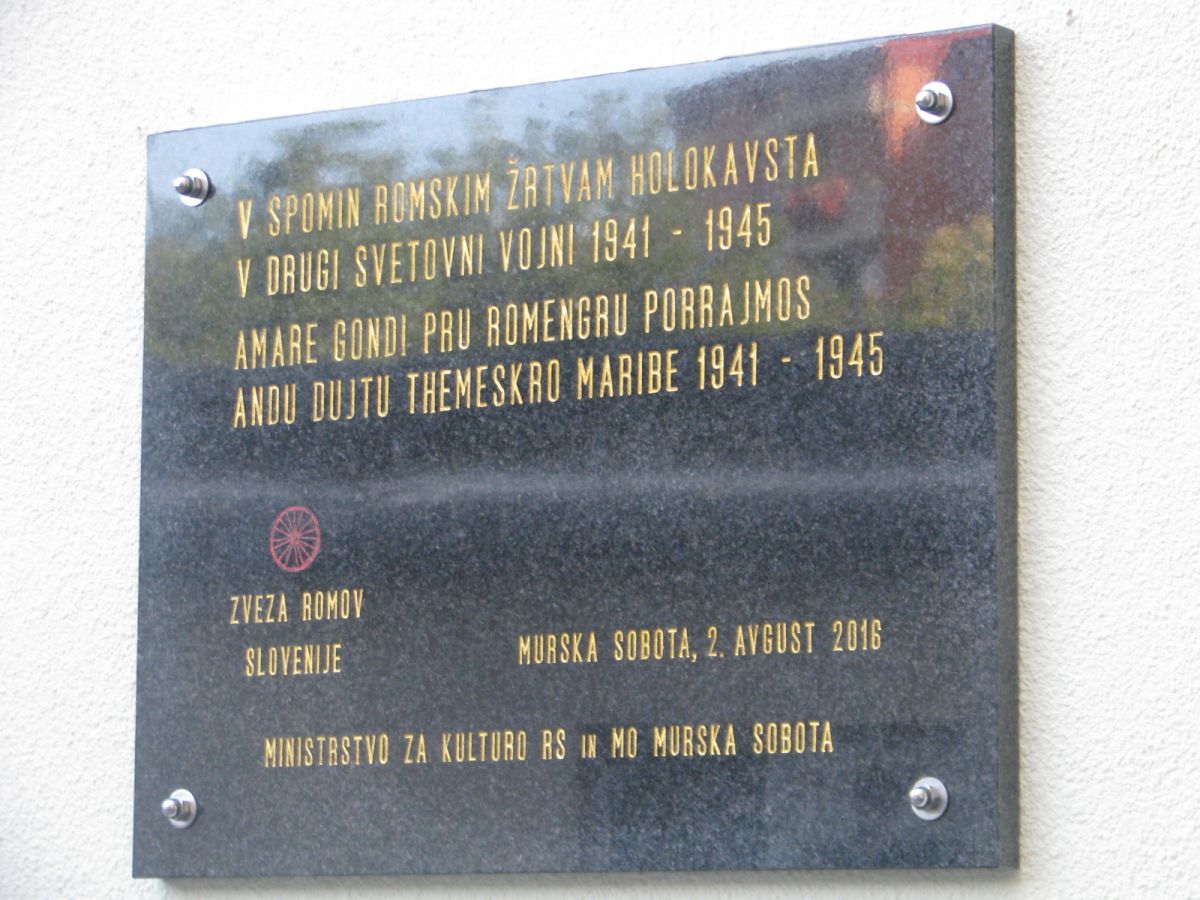 V SPOMIN ROMSKIM ŽRTVAM HOLOKAVSTA
V DRUGI SVETOVNI VOJNI 1941 - 1945
AMARE GONDI PRU ROMENGRU PORRAJMOS
ANDU DUJTU THEMESKRO MARIBE 1941 - 1945
ZVEZA ROMOV
SLOVENIJE
MURSKA SOBOTA, 2. AVGUST 2016
MINISTRSTVO ZA KULTURO RS IN MO MURSKA SOBOTA